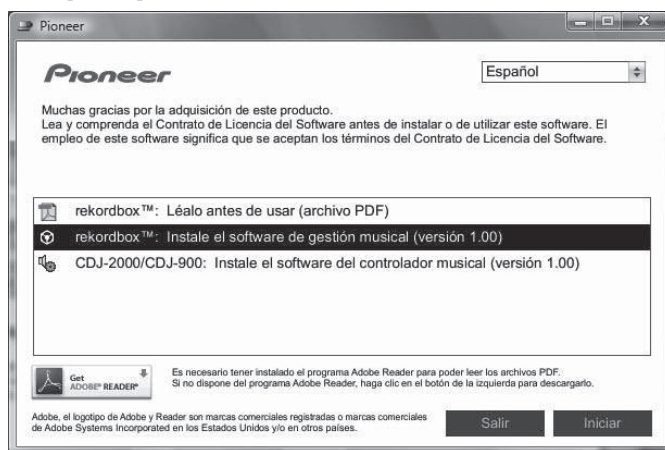 Pioneer
Pioneer
Español
Muchas gracias por la adquisición de este producto.
Lea y comprenda el Contrato de Licencia del Software antes de instalar o de utilizar este software. El
empleo de este software significa que se aceptan los términos del Contrato de Licencia del Software.
rekordbox™: Léalo antes de usar (archivo PDF)
rekordbox™: Instale el software de gestión musical (versión 1.00)
CDJ-2000/CDJ-900: Instale el software del controlador musical (versión 1.00)
Get
ADOBE® READER®
Es necesario tener instalado el programa Adobe Reader para poder leer los archivos PDF.
Si no dispone del programa Adobe Reader, haga clic en el botón de la izquierda para descargarlo.
Adobe, el logotipo de Adobe y Reader son marcas comerciales registradas o marcas comerciales
de Adobe Systems Incorporated en los Estados Unidos y/o en otros países.
Salir
Iniciar